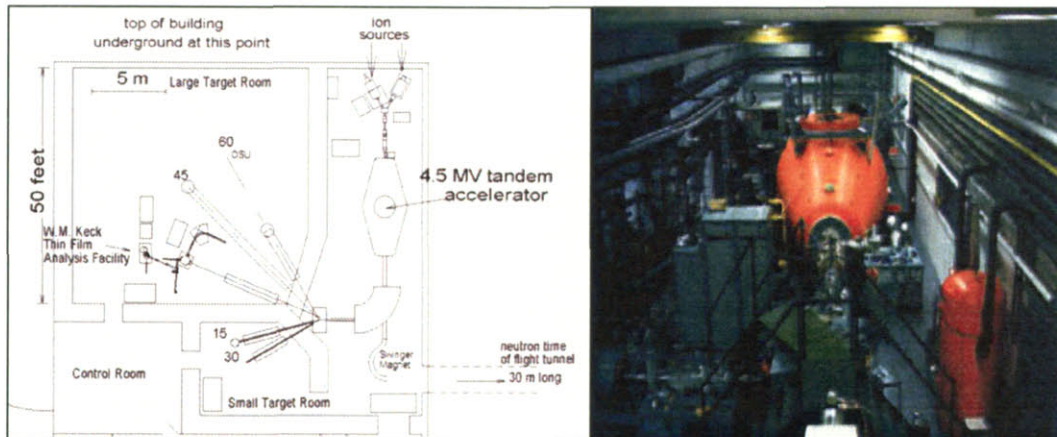 top of building
underground at this point
ion
sources
5 m
Large Target Room
60
OSU
45
4.5 MV tandem
accelerator
50 feet
W.M. Keck
Thin Film
Analysis Facility
15
30
Swinger
Magnet
neutron time
of flight tunnel
30 m long
Control Room
Small Target Room